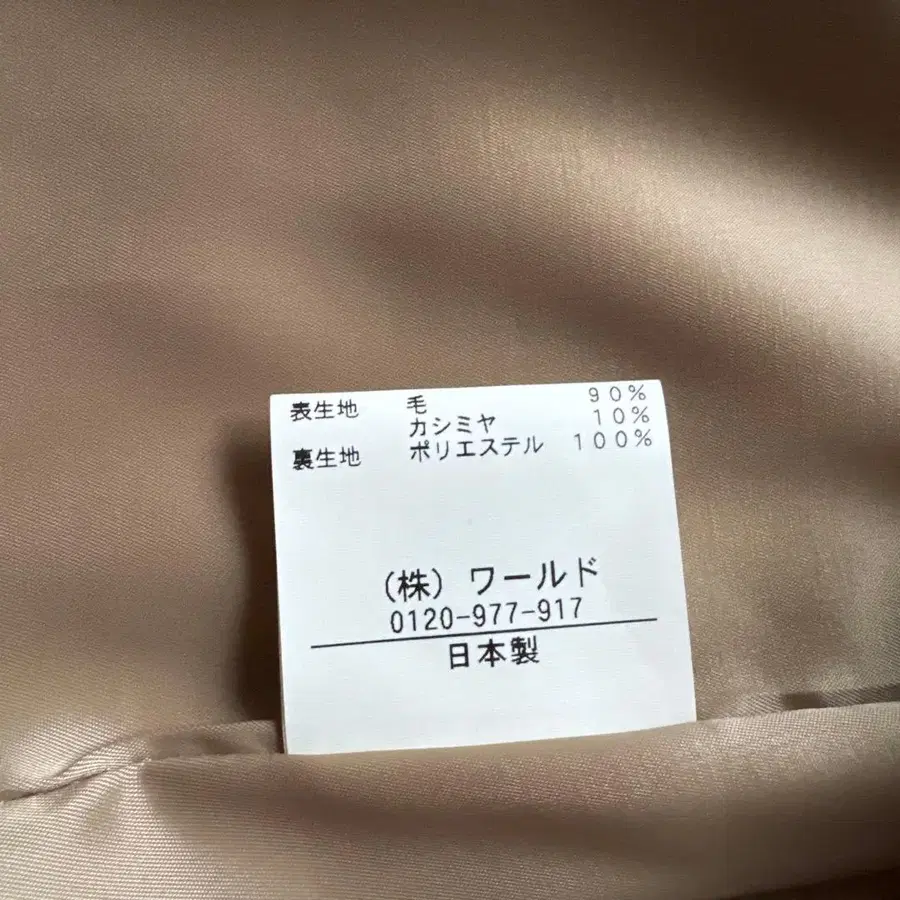 表生地 毛 90%
カシミヤ 10%
裏生地 ポリエステル 100%
(株) ワールド
0120-977-917
日本製